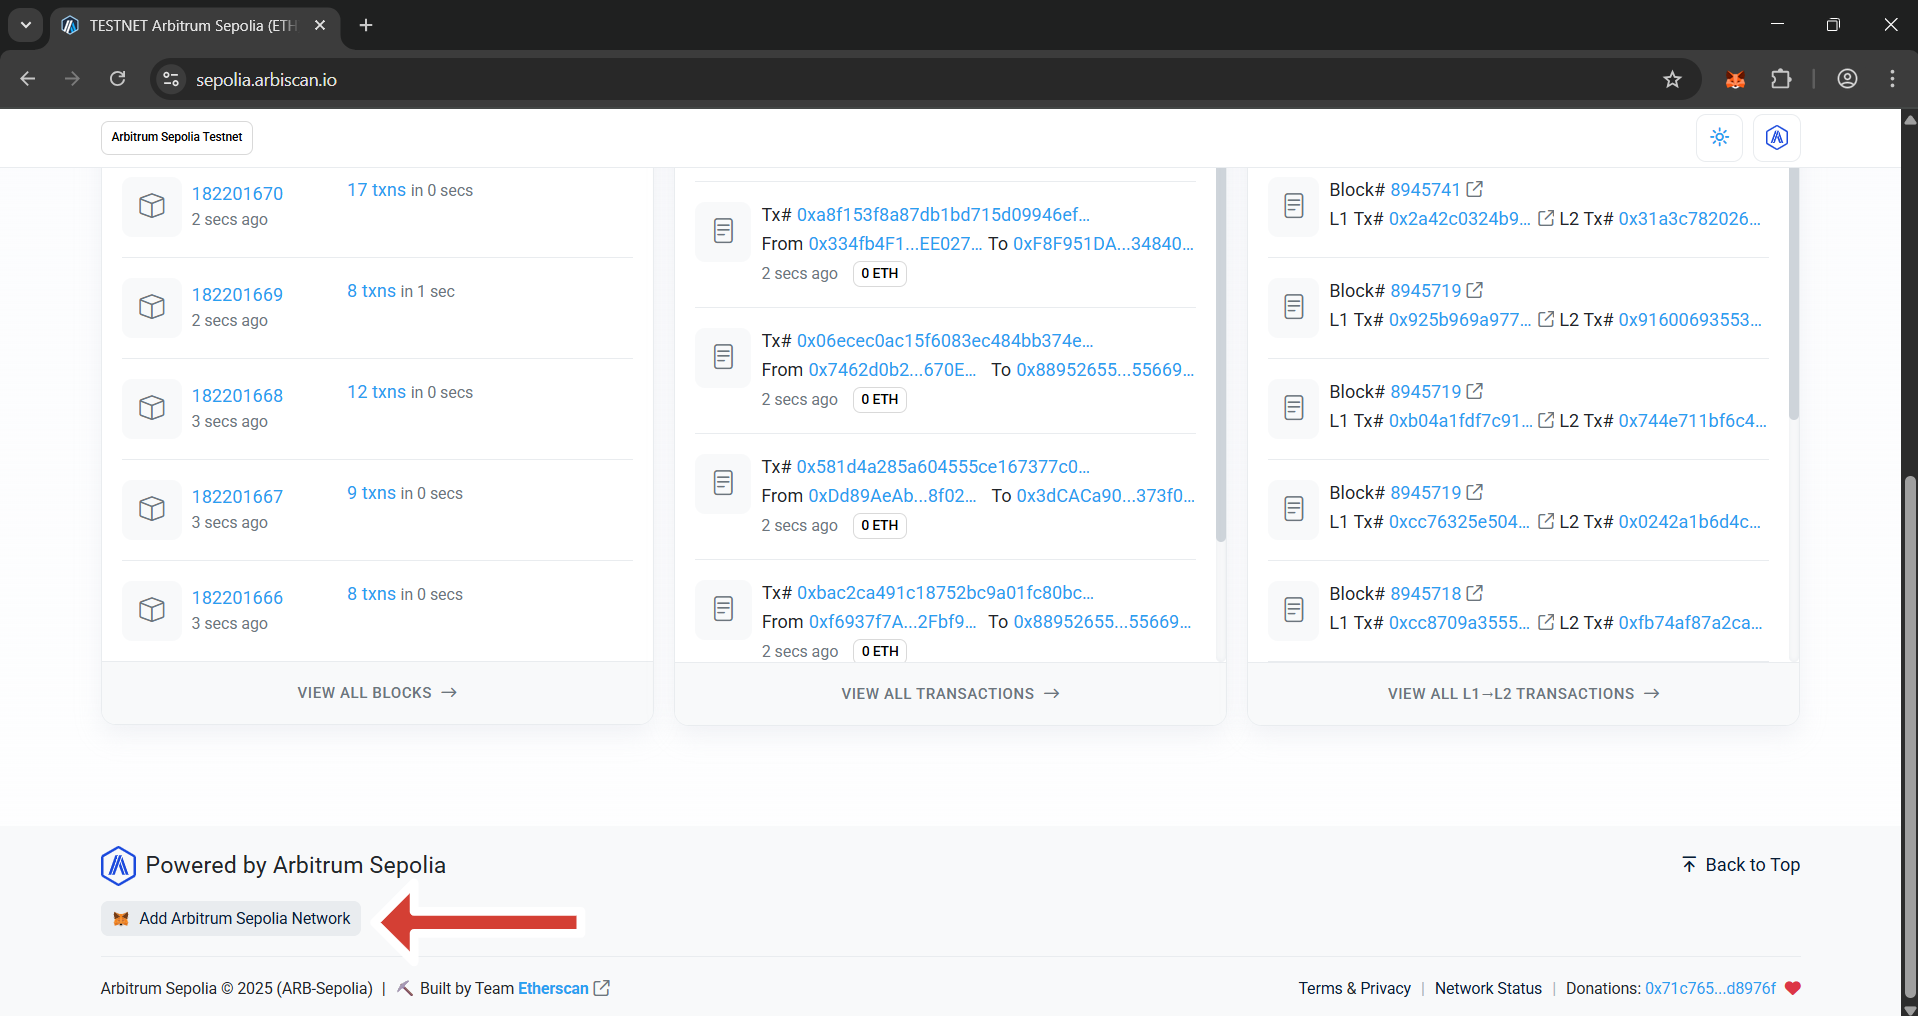 TESTNET Arbitrum Sepolia (ETH
sepolia.arbiscan.io
Arbitrum Sepolia Testnet
182201670
17 txns in 0 secs
2 secs ago
182201669
8 txns in 1 sec
2 secs ago
182201668
12 txns in 0 secs
3 secs ago
182201667
9 txns in 0 secs
3 secs ago
182201666
8 txns in 0 secs
3 secs ago
VIEW ALL BLOCKS
Tx# 0xa8f153f8a87db1bd715d09946ef...
From 0x334fb4F1...EE027... To 0xF8F951DA...34840...
2 secs ago 0 ETH
Tx# 0x06ecec0ac15f6083ec484bb374e...
From 0x7462d0b2...670E... To 0x88952655...55669...
2 secs ago 0 ETH
Tx# 0x581d4a285a604555ce167377c0...
From 0xDd89AeAb...8f02... To 0x3dCACa90...373f0...
2 secs ago 0 ETH
Tx# 0xbac2ca491c18752bc9a01fc80bc...
From 0xf6937f7A...2Fbf9... To 0x88952655...55669...
2 secs ago 0 ETH
VIEW ALL TRANSACTIONS →
Block# 8945741
L1 Tx# 0x2a42c0324b9... L2 Tx# 0x31a3c782026...
Block# 8945719
L1 Tx# 0x925b969a977... L2 Tx# 0x91600693553...
Block# 8945719
L1 Tx# 0xb04a1fdf7c91... L2 Tx# 0x744e711bf6c4...
Block# 8945719
L1 Tx# 0xcc76325e504... L2 Tx# 0x0242a1b6d4c...
Block# 8945718
L1 Tx# 0xcc8709a3555... L2 Tx# 0xfb74af87a2ca...
VIEW ALL L1→L2 TRANSACTIONS →
Powered by Arbitrum Sepolia
Back to Top
Add Arbitrum Sepolia Network
Arbitrum Sepolia © 2025 (ARB-Sepolia) | Built by Team Etherscan
Terms & Privacy | Network Status | Donations: 0x71c765...d8976f